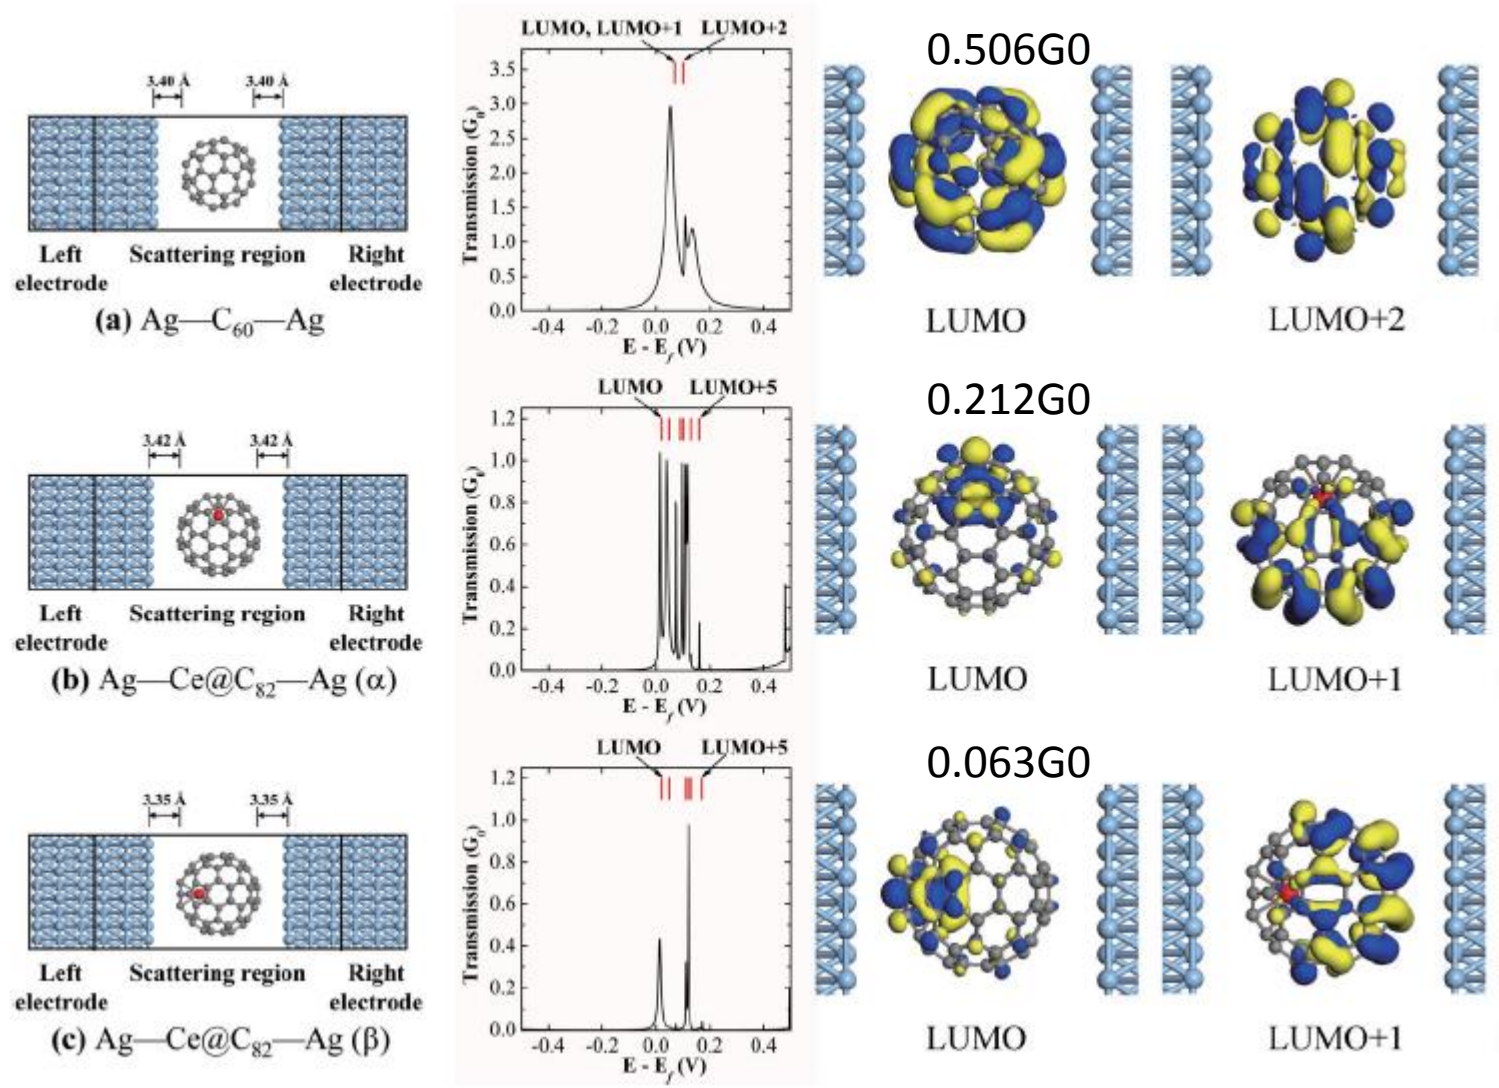 3.40 Å 3.40 Å
Left electrode Scattering region Right electrode
(a) Ag—C60—Ag
LUMO, LUMO+1 LUMO+2
Transmission (G0)
3.5
3.0
2.5
2.0
1.5
1.0
0.5
0.0
-0.4 -0.2 0.0 0.2 0.4
E - Ef (V)
0.506G0
LUMO LUMO+2
3.42 Å 3.42 Å
Left electrode Scattering region Right electrode
(b) Ag—Ce@C82—Ag (α)
LUMO LUMO+5
Transmission (G0)
1.2
1.0
0.8
0.6
0.4
0.2
0.0
-0.4 -0.2 0.0 0.2 0.4
E - Ef (V)
0.212G0
LUMO LUMO+1
3.35 Å 3.35 Å
Left electrode Scattering region Right electrode
(c) Ag—Ce@C82—Ag (β)
LUMO LUMO+5
Transmission (G0)
1.2
1.0
0.8
0.6
0.4
0.2
0.0
-0.4 -0.2 0.0 0.2 0.4
E - Ef (V)
0.063G0
LUMO LUMO+1